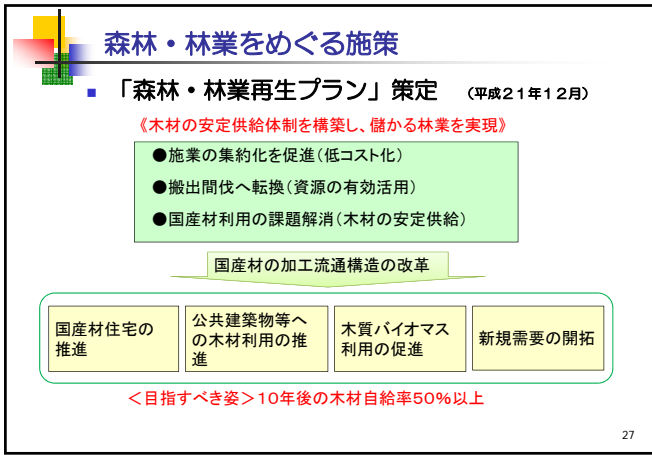 森林・林業をめぐる施策
▪ 「森林・林業再生プラン」策定 (平成21年12月)
《木材の安定供給体制を構築し、儲かる林業を実現》
●施業の集約化を促進(低コスト化)
●搬出間伐へ転換(資源の有効活用)
●国産材利用の課題解消(木材の安定供給)
国産材の加工流通構造の改革
国産材住宅の
推進
公共建築物等へ
の木材利用の推
進
木質バイオマス
利用の促進
新規需要の開拓
<目指すべき姿>10年後の木材自給率50%以上
27